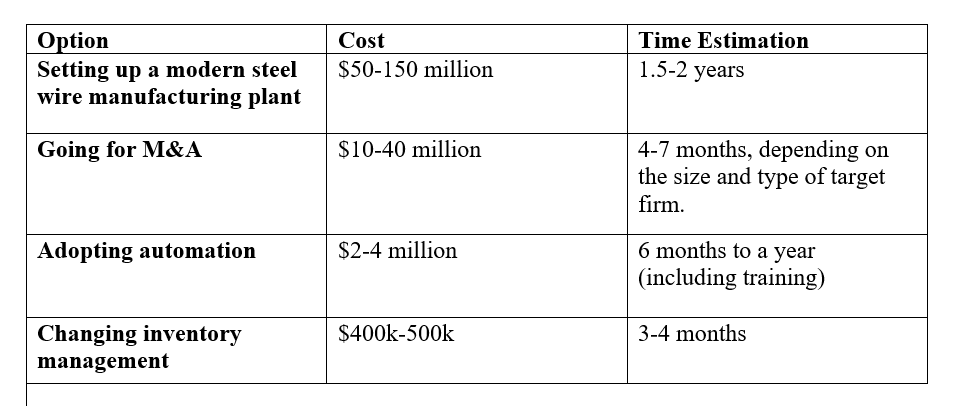 Option Cost Time Estimation
Setting up a modern steel $50-150 million 1.5-2 years
wire manufacturing plant
Going for M&A $10-40 million 4-7 months, depending on
the size and type of target
firm.
Adopting automation $2-4 million 6 months to a year
(including training)
Changing inventory $400k-500k 3-4 months
management